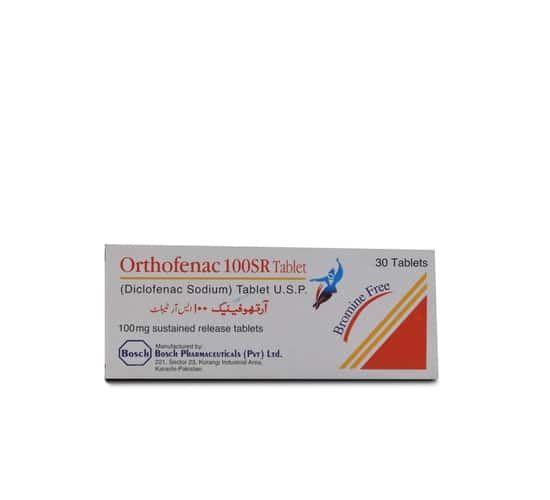 Orthofenac 100SR Tablet
30 Tablets
(Diclofenac Sodium) Tablet U.S.P.
آرتھوفینیک ۱۰۰ ایس آر ٹیبلٹ
Bromine Free
100mg sustained release tablets
Bosch
Manufactured by:
Bosch Pharmaceuticals (Pvt) Ltd.
221, Sector 23, Korangi Industrial Area,
Karachi-Pakistan